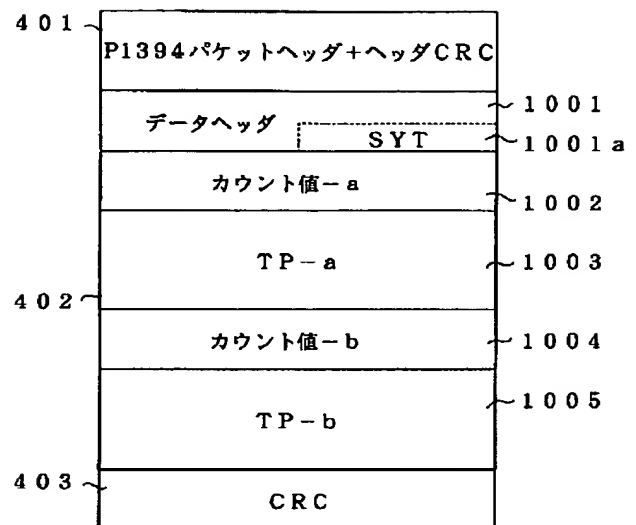 401
P1394パケットヘッダ+ヘッダCRC
1001
データヘッダ
SYT
1001a
カウント値-a
1002
TP-a
1003
402
カウント値-b
1004
TP-b
1005
403
CRC